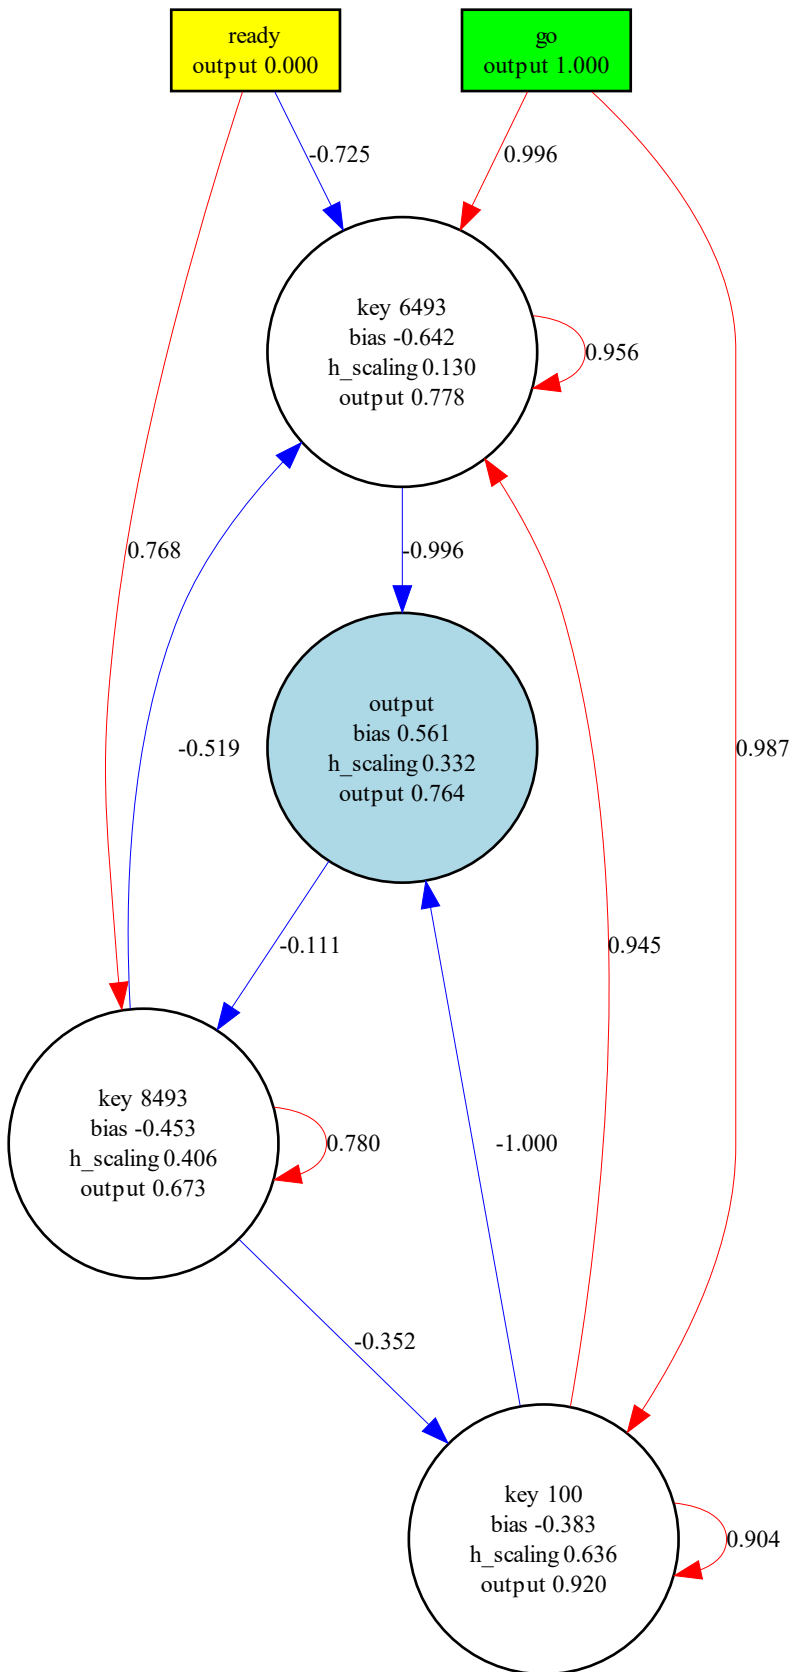 ready
output 0.000
go
output 1.000
-0.725
0.996
key 6493
bias -0.642
h_scaling 0.130
output 0.778
0.956
0.768
-0.996
output
bias 0.561
h_scaling 0.332
output 0.764
-0.519
0.987
-0.111
0.945
key 8493
bias -0.453
h_scaling 0.406
output 0.673
0.780
-1.000
-0.352
key 100
bias -0.383
h_scaling 0.636
output 0.920
0.904